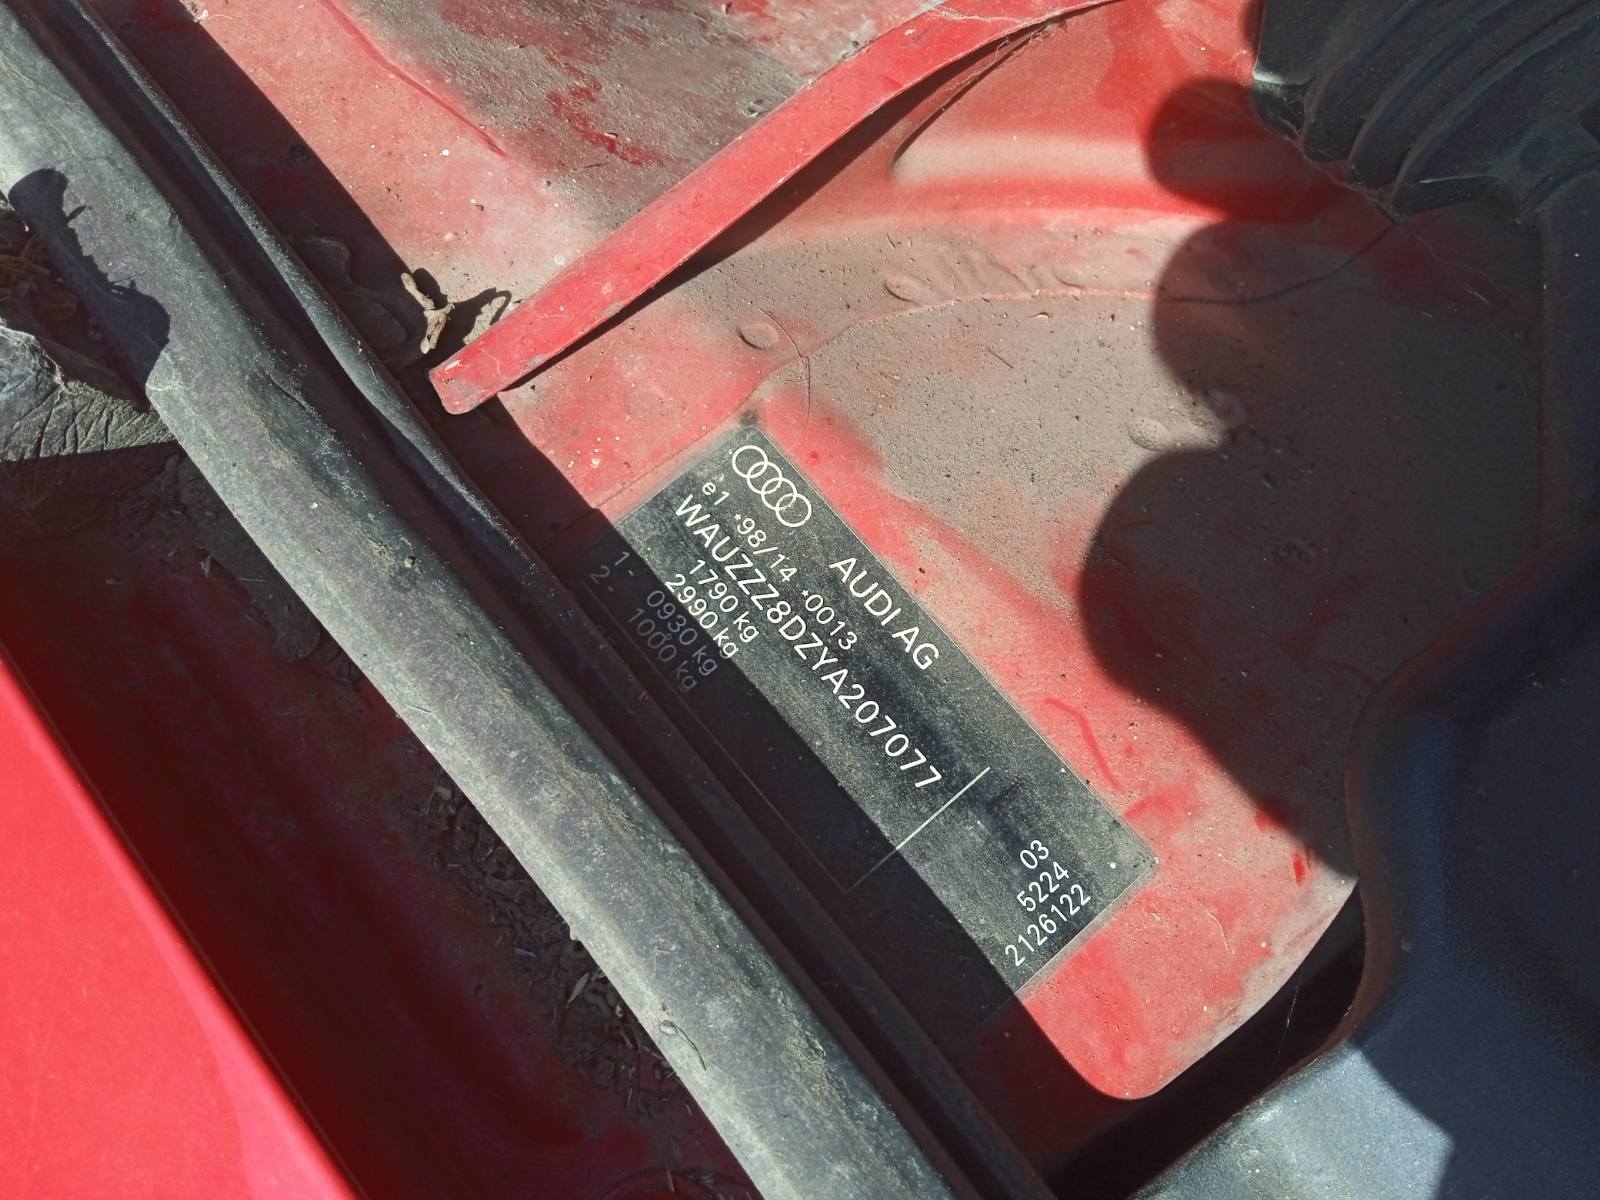 AUDI AG
e1 *98/14 *0013
WAUZZZ8DZYA207077
1790 kg
2990 kg
1- 0930 kg
2- 1000 kg
03
5224
2126122